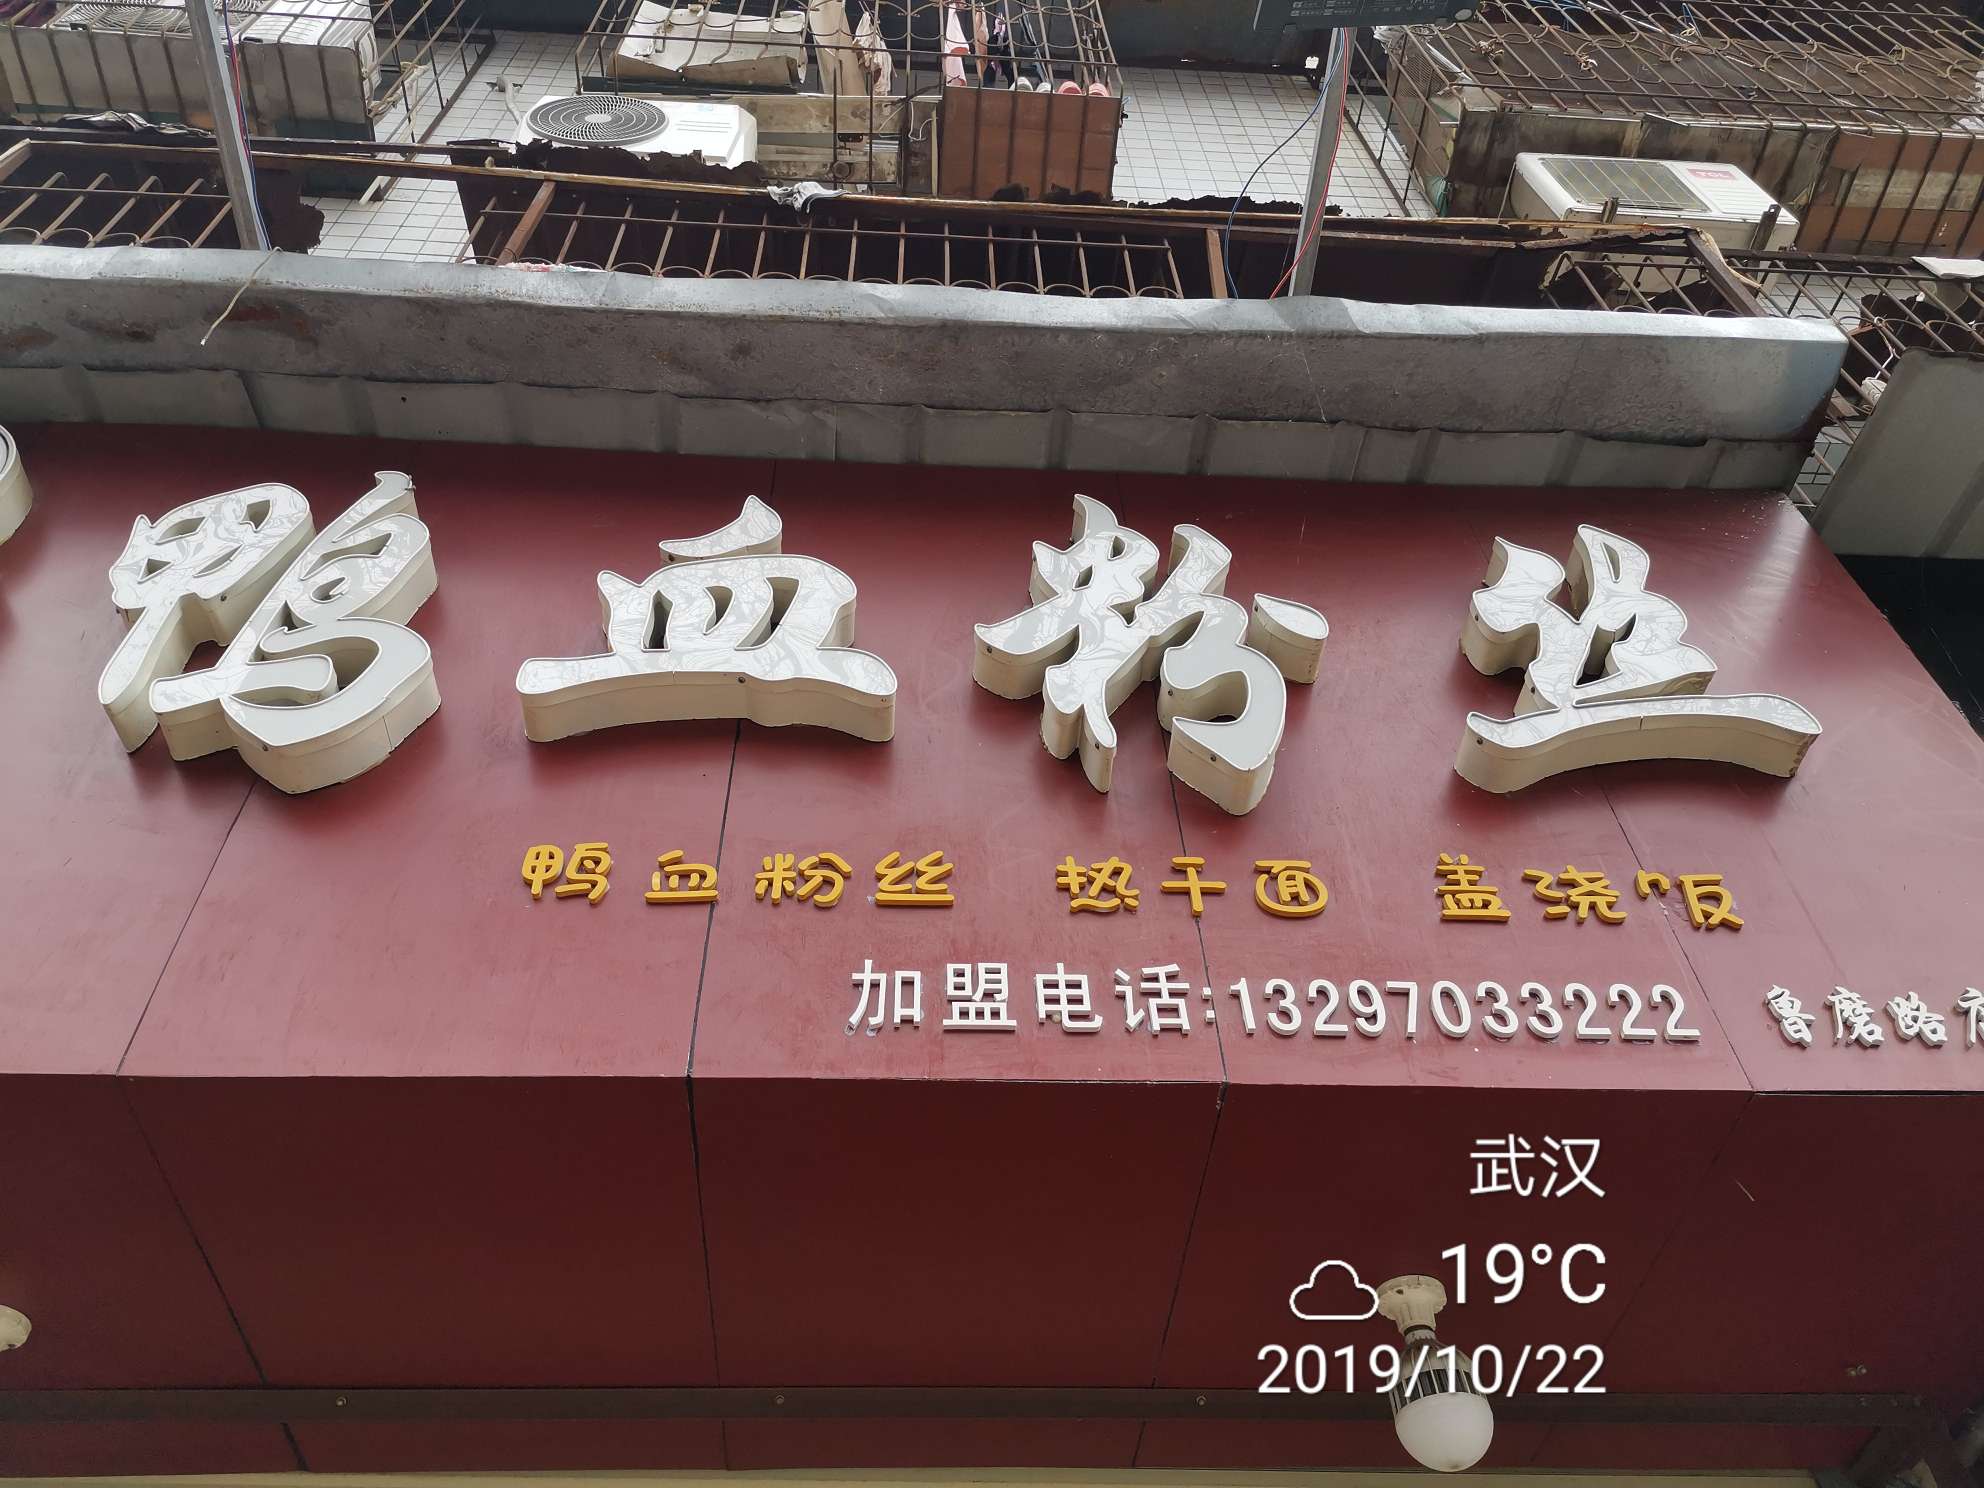 TCL
鸭血粉丝
鸭血粉丝 热干面 盖浇饭
加盟电话:13297033222
鲁磨路
武汉
19°C
2019/10/22